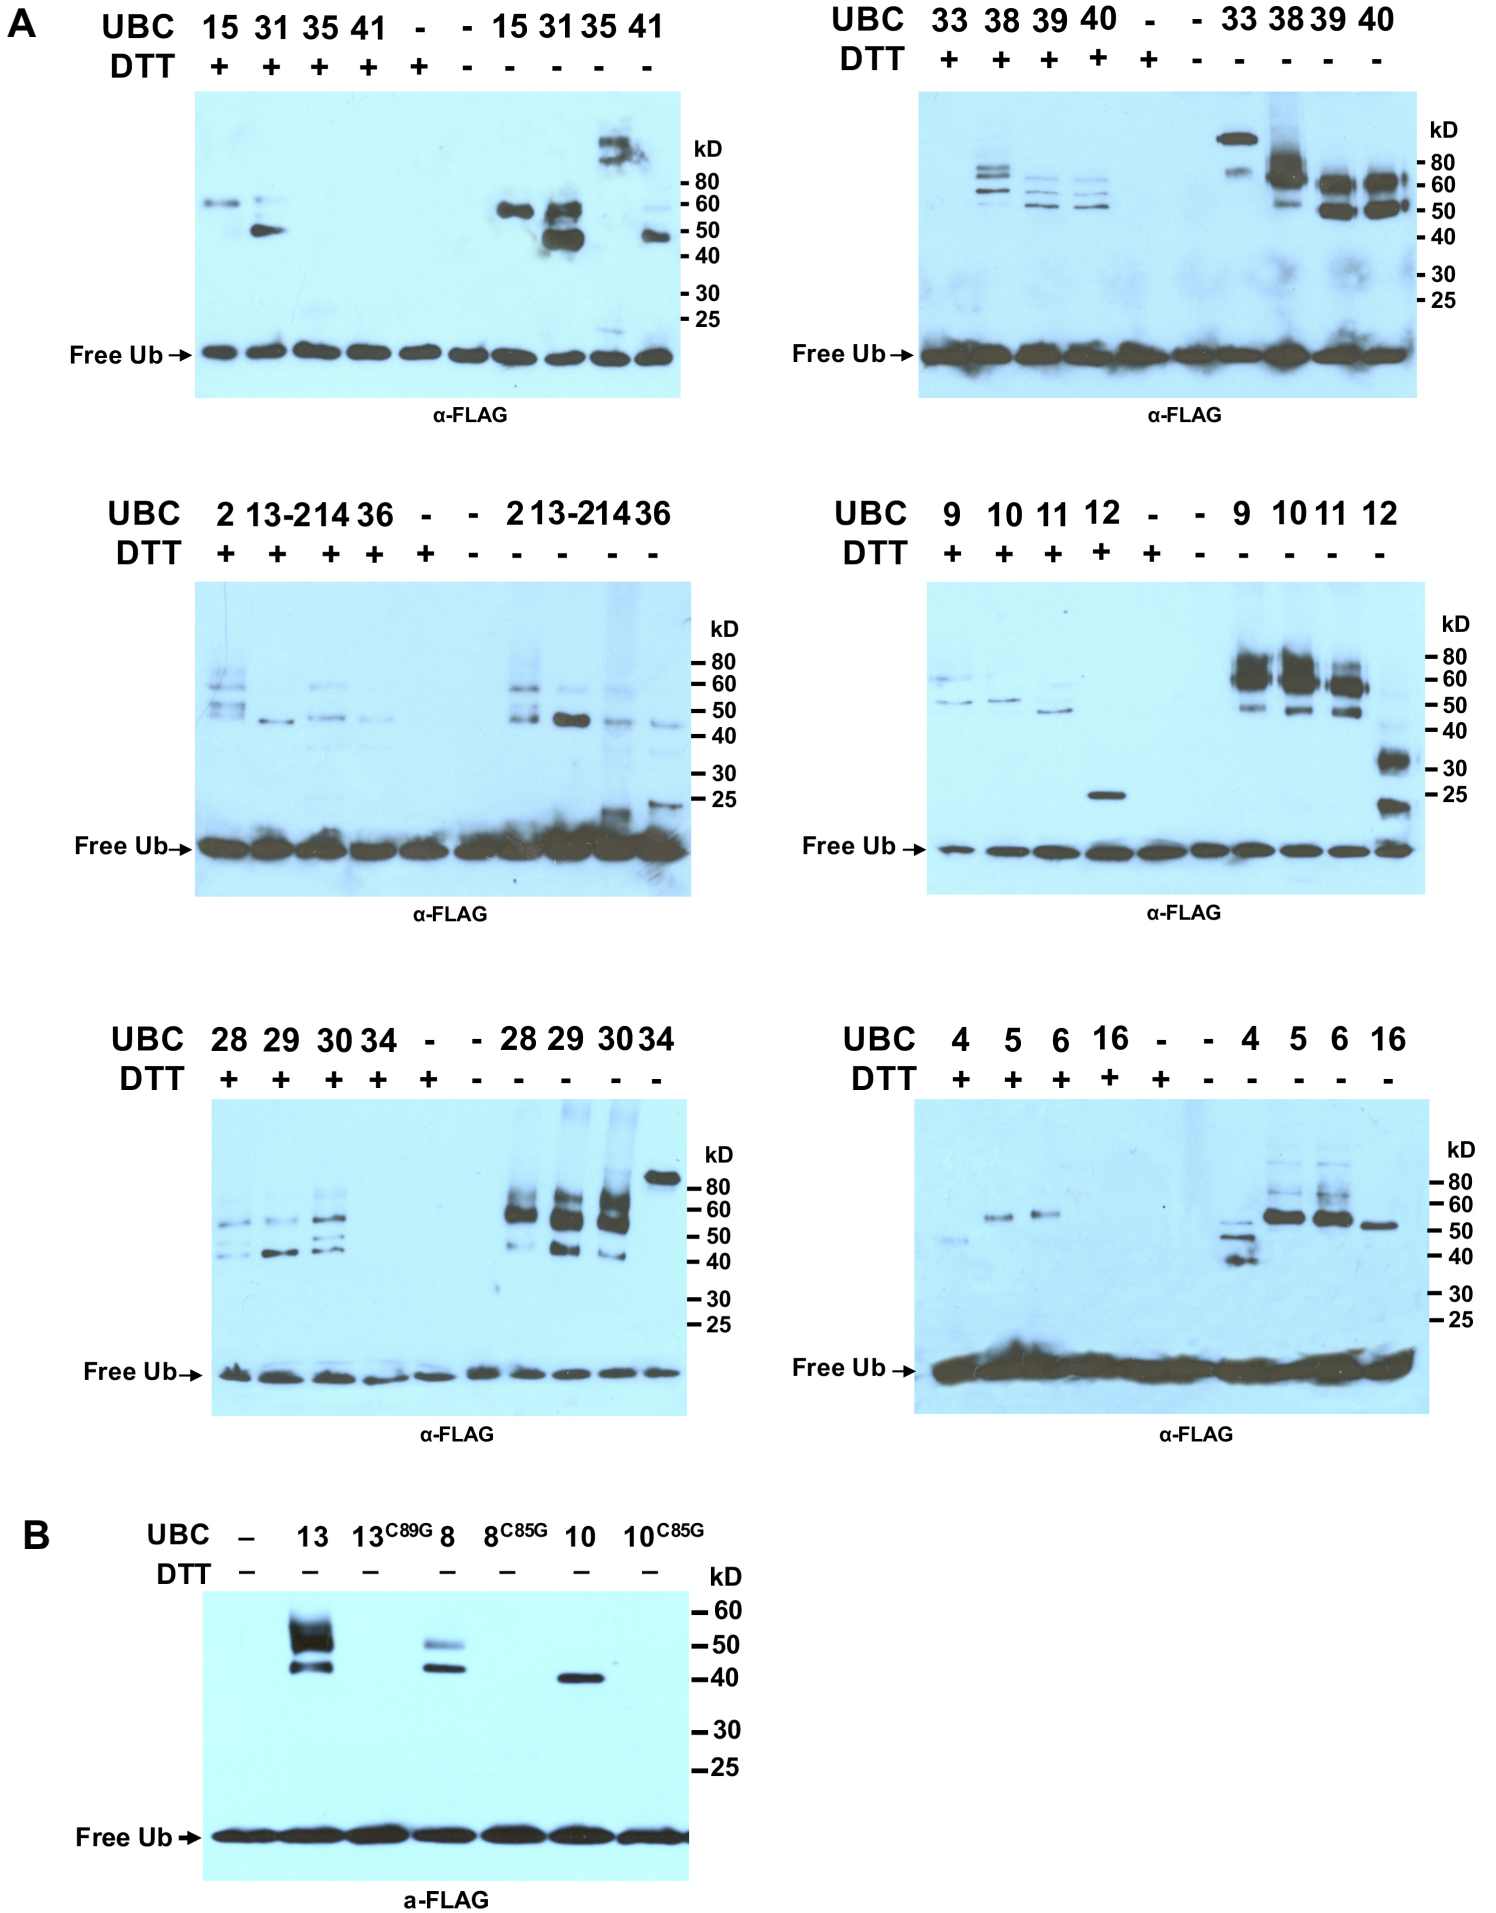 A
UBC 15 31 35 41 - - 15 31 35 41
DTT + + + + + - - - - -
kD
80
60
50
40
30
25
Free Ub
α-FLAG
UBC 33 38 39 40 - - 33 38 39 40
DTT + + + + + - - - - -
kD
80
60
50
40
30
25
Free Ub
α-FLAG
UBC 2 13-2 14 36 - - 2 13-2 14 36
DTT + + + + + - - - - -
kD
80
60
50
40
30
25
Free Ub
α-FLAG
UBC 9 10 11 12 - - 9 10 11 12
DTT + + + + + - - - - -
kD
80
60
50
40
30
25
Free Ub
α-FLAG
UBC 28 29 30 34 - - 28 29 30 34
DTT + + + + + - - - - -
kD
80
60
50
40
30
25
Free Ub
α-FLAG
UBC 4 5 6 16 - - 4 5 6 16
DTT + + + + + - - - - -
kD
80
60
50
40
30
25
Free Ub
α-FLAG
B
UBC – 13 13C89G 8 8C85G 10 10C85G
DTT – – – – – – –
kD
60
50
40
30
25
Free Ub
a-FLAG